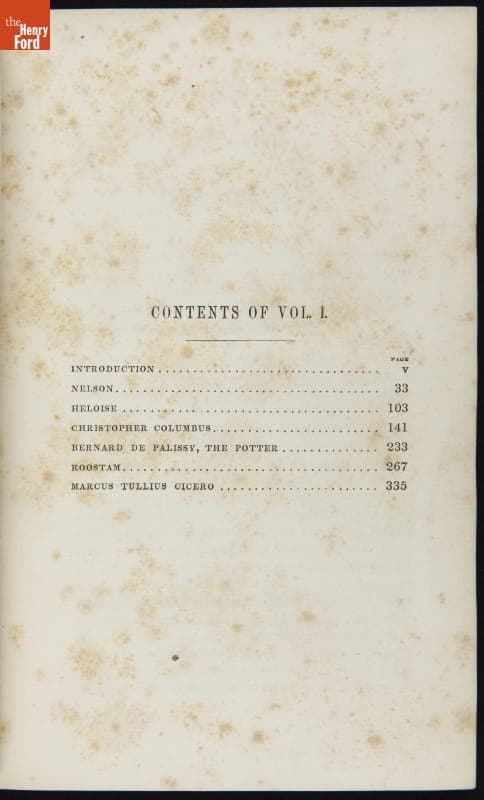 the
Henry
Ford
CONTENTS OF VOL. I.
PAGE
INTRODUCTION .............................. V
NELSON .................................... 33
HELOISE ................................... 103
CHRISTOPHER COLUMBUS ...................... 141
BERNARD DE PALISSY, THE POTTER ............ 233
ROOSTAM ................................... 267
MARCUS TULLIUS CICERO ..................... 335